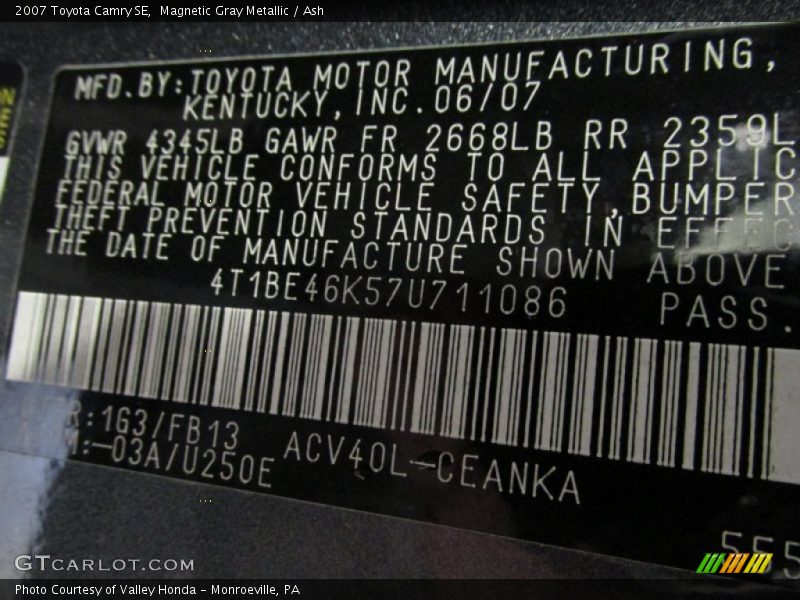 2007 Toyota Camry SE,  Magnetic Gray Metallic / Ash
MFD. BY: TOYOTA MOTOR MANUFACTURING,
KENTUCKY, INC. 06/07
GVWR 4345LB GAWR FR 2668LB RR 2359L
THIS VEHICLE CONFORMS TO ALL APPLIC
FEDERAL MOTOR VEHICLE SAFETY, BUMPER
THEFT PREVENTION STANDARDS IN EFFEC
THE DATE OF MANUFACTURE SHOWN ABOVE
4T1BE46K57U711086 PASS.
R:1G3/FB13
M:-03A/U250E ACV40L-CEANKA
GTCARLOT.COM
Photo Courtesy of Valley Honda - Monroeville, PA